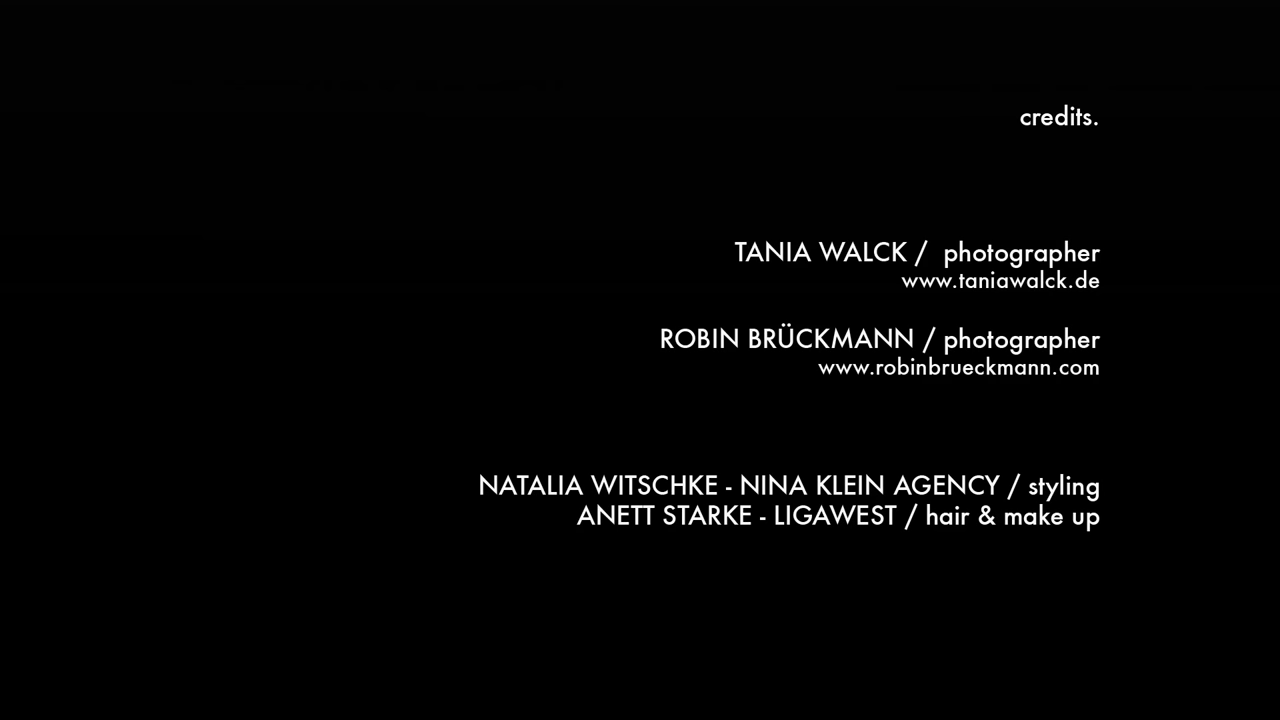 credits.
TANIA WALCK / photographer
www.taniawalck.de
ROBIN BRÜCKMANN / photographer
www.robinbrueckmann.com
NATALIA WITSCHKE - NINA KLEIN AGENCY / styling
ANETT STARKE - LIGAWEST / hair & make up